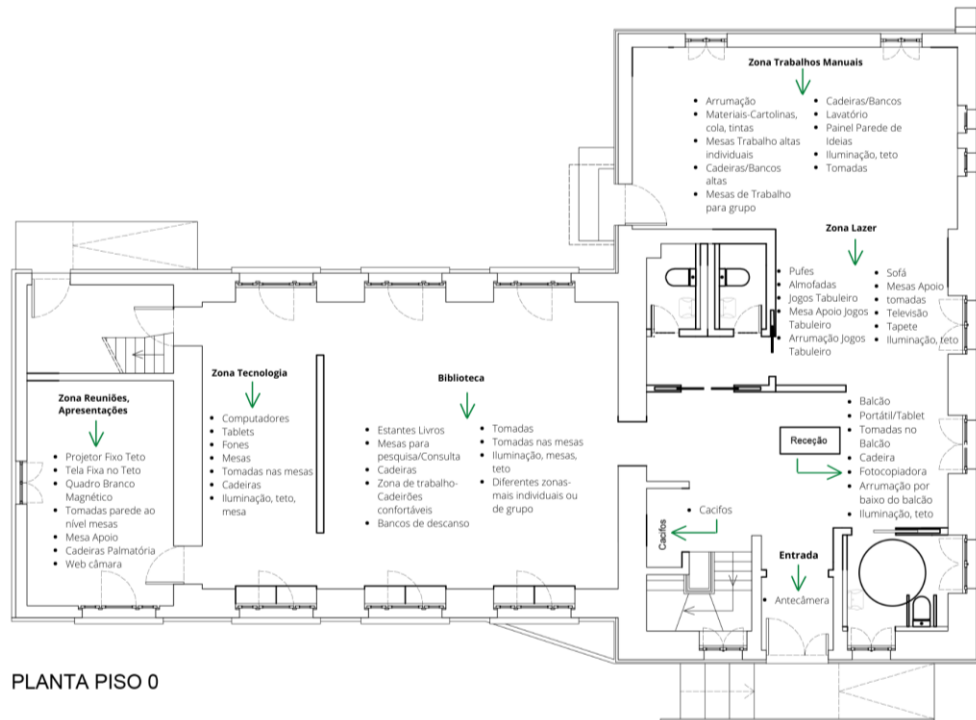 Zona Trabalhos Manuais
• Arrumação
• Materiais-Cartolinas,
cola, tintas
• Mesas Trabalho altas
individuais
• Cadeiras/Bancos
altas
• Mesas de Trabalho
para grupo
• Cadeiras/Bancos
• Lavatório
• Painel Parede de
Ideias
• Iluminação, teto
• Tomadas
Zona Lazer
• Pufes
• Almofadas
• Jogos Tabuleiro
• Mesa Apoio Jogos
Tabuleiro
• Arrumação Jogos
Tabuleiro
• Sofá
• Mesas Apoio
• tomadas
• Televisão
• Tapete
• Iluminação, teto
Zona Reuniões,
Apresentações
• Projetor Fixo Teto
• Tela Fixa no Teto
• Quadro Branco
Magnético
• Tomadas parede ao
nível mesas
• Mesa Apoio
• Cadeiras Palmatória
• Web câmara
Zona Tecnologia
• Computadores
• Tablets
• Fones
• Mesas
• Tomadas nas mesas
• Cadeiras
• Iluminação, teto,
mesa
Biblioteca
• Estantes Livros
• Mesas para
pesquisa/Consulta
• Cadeiras
• Zona de trabalho-
Cadeirões
confortáveis
• Bancos de descanso
• Tomadas
• Tomadas nas mesas
• Iluminação, mesas,
teto
• Diferentes zonas-
mais individuais ou
de grupo
Receção
• Balcão
• Portátil/Tablet
• Tomadas no
Balcão
• Cadeira
• Fotocopiadora
• Arrumação por
baixo do balcão
• Iluminação, teto
Cacifos
• Cacifos
Entrada
• Antecâmera
PLANTA PISO 0